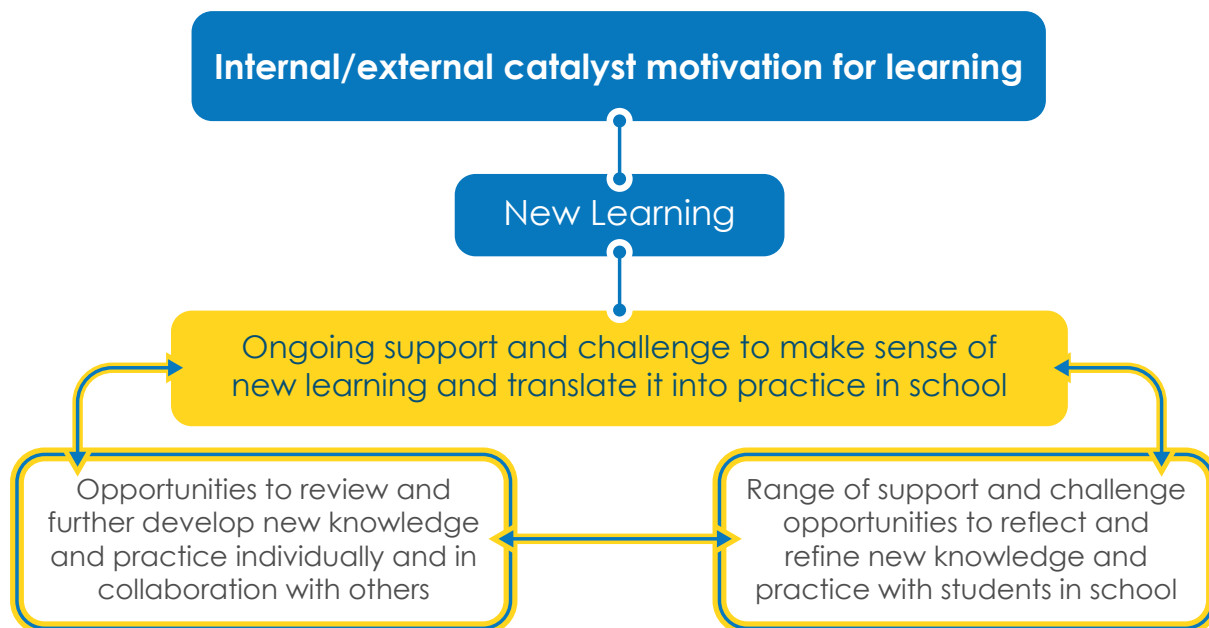 Internal/external catalyst motivation for learning
New Learning
Ongoing support and challenge to make sense of
new learning and translate it into practice in school
Opportunities to review and
further develop new knowledge
and practice individually and in
collaboration with others
Range of support and challenge
opportunities to reflect and
refine new knowledge and
practice with students in school